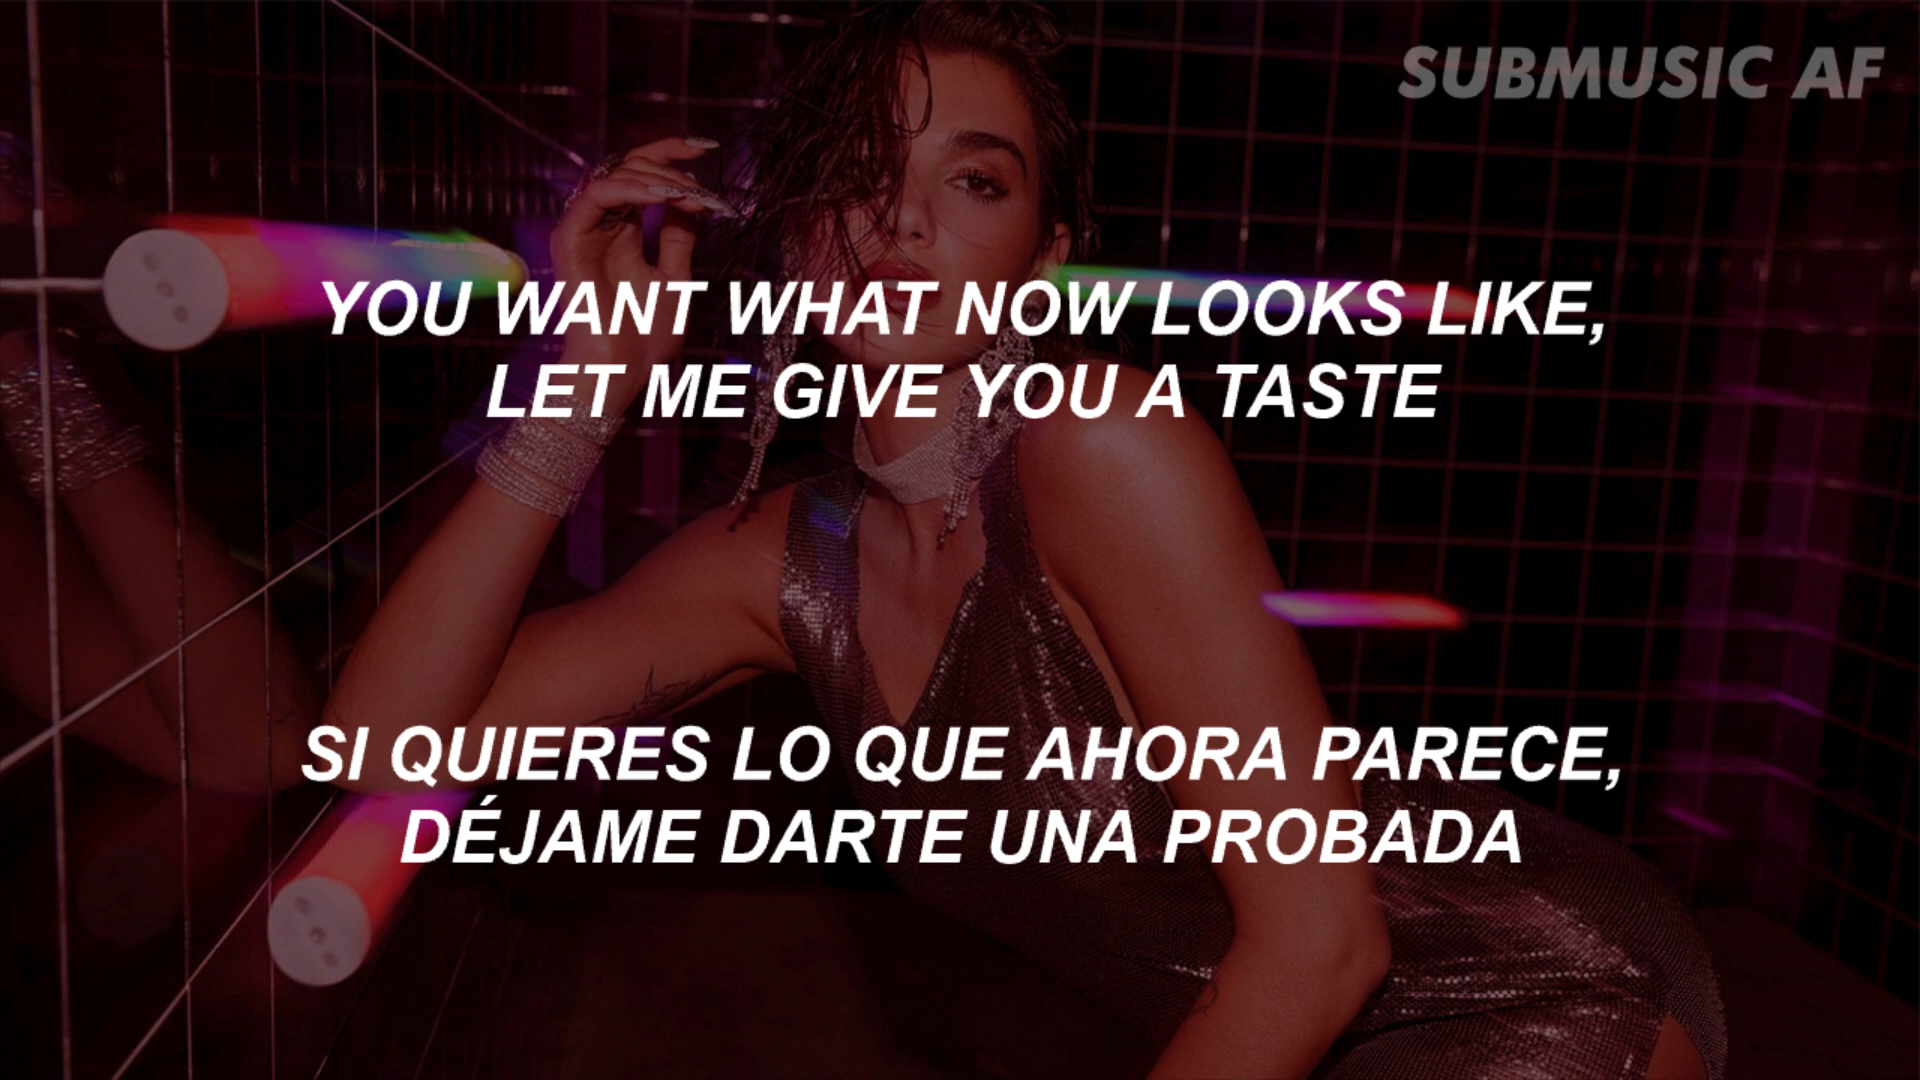 SUBMUSIC AF
YOU WANT WHAT NOW LOOKS LIKE,
LET ME GIVE YOU A TASTE
SI QUIERES LO QUE AHORA PARECE,
DÉJAME DARTE UNA PROBADA